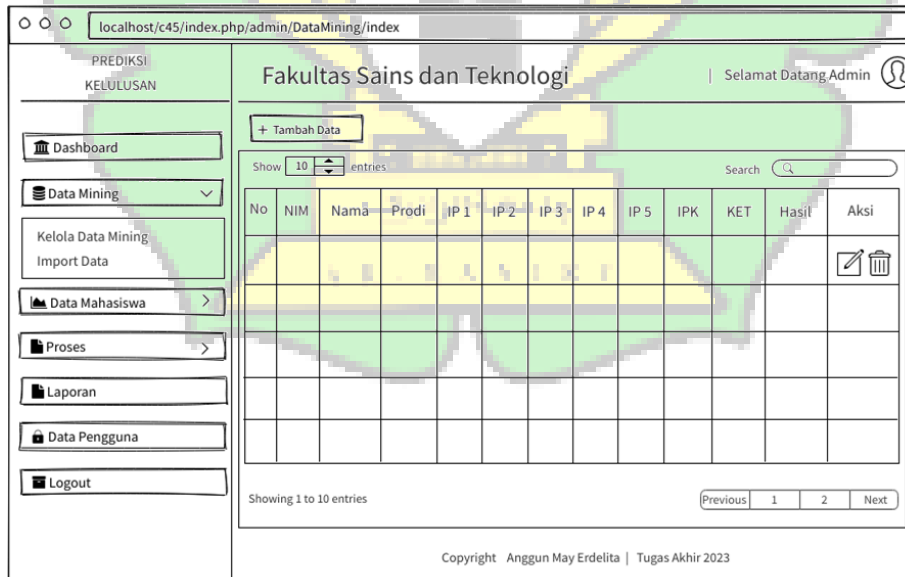 localhost/c45/index.php/admin/DataMining/index
PREDIKSI
KELULUSAN
Fakultas Sains dan Teknologi
| Selamat Datang Admin
Dashboard
Data Mining
Kelola Data Mining
Import Data
Data Mahasiswa
Proses
Laporan
Data Pengguna
Logout
+ Tambah Data
Show 10 entries
Search
No NIM Nama Prodi IP 1 IP 2 IP 3 IP 4 IP 5 IPK KET Hasil Aksi
Showing 1 to 10 entries
Previous 1 2 Next
Copyright Anggun May Erdelita | Tugas Akhir 2023